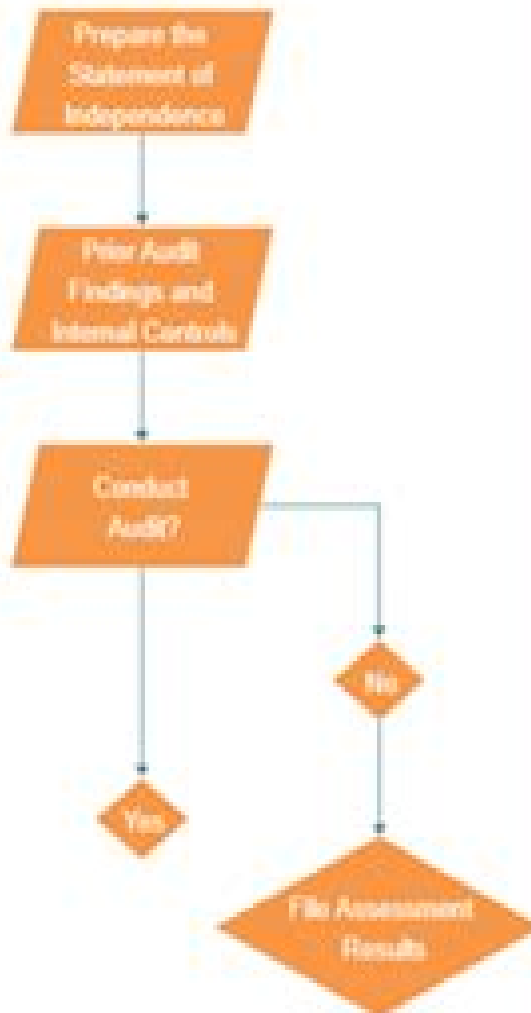 Prepare the
Statement of
Independence
Prior Audit
Findings and
Internal Controls
Conduct
Audit?
No
Yes
File Assessment
Results